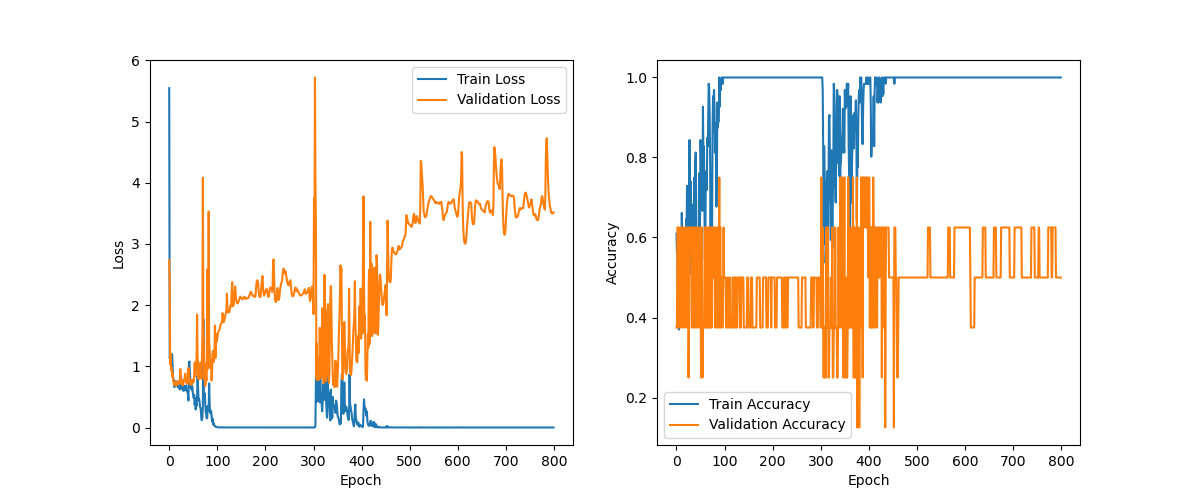 6
5
4
3
2
1
0
Loss
0 100 200 300 400 500 600 700 800
Epoch
Train Loss
Validation Loss
1.0
0.8
0.6
0.4
0.2
Accuracy
0 100 200 300 400 500 600 700 800
Epoch
Train Accuracy
Validation Accuracy